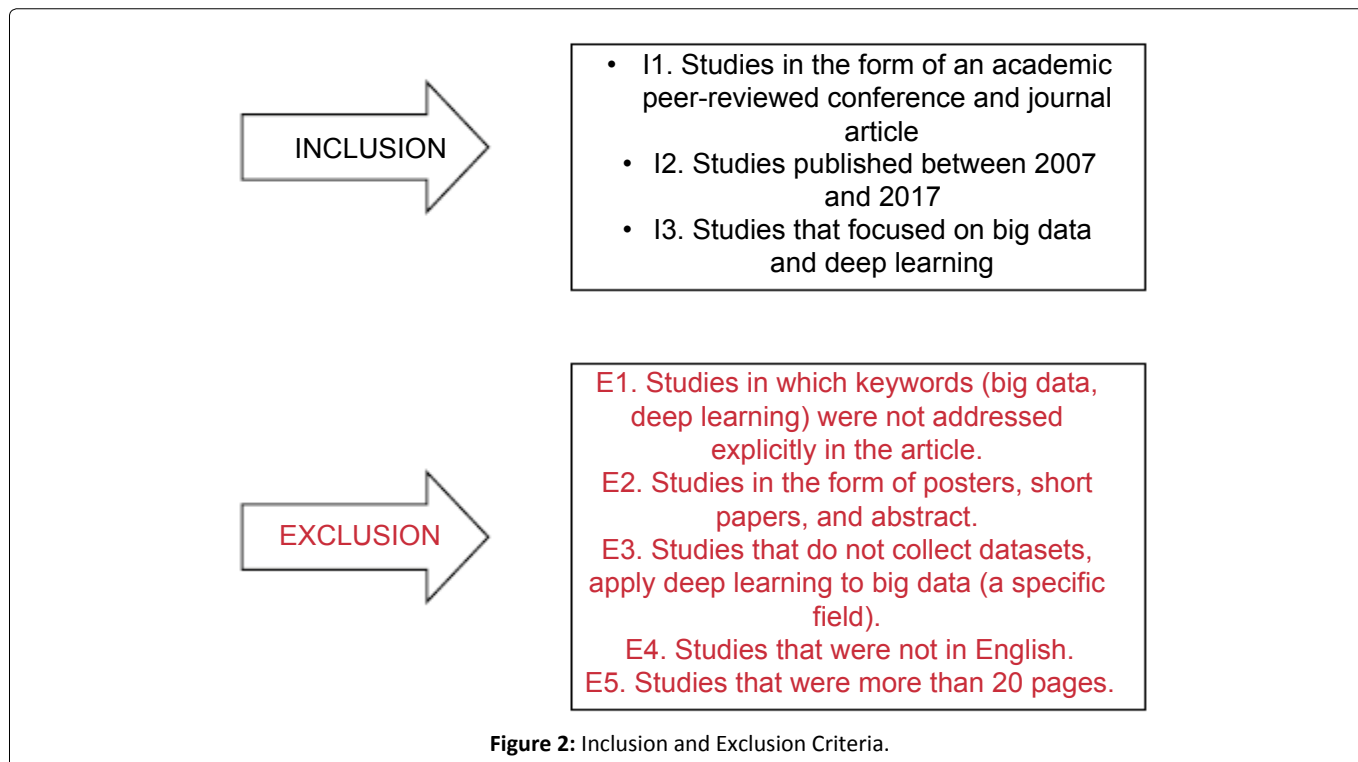 INCLUSION
• I1. Studies in the form of an academic
peer-reviewed conference and journal
article
• I2. Studies published between 2007
and 2017
• I3. Studies that focused on big data
and deep learning
EXCLUSION
E1. Studies in which keywords (big data,
deep learning) were not addressed
explicitly in the article.
E2. Studies in the form of posters, short
papers, and abstract.
E3. Studies that do not collect datasets,
apply deep learning to big data (a specific
field).
E4. Studies that were not in English.
E5. Studies that were more than 20 pages.
Figure 2: Inclusion and Exclusion Criteria.